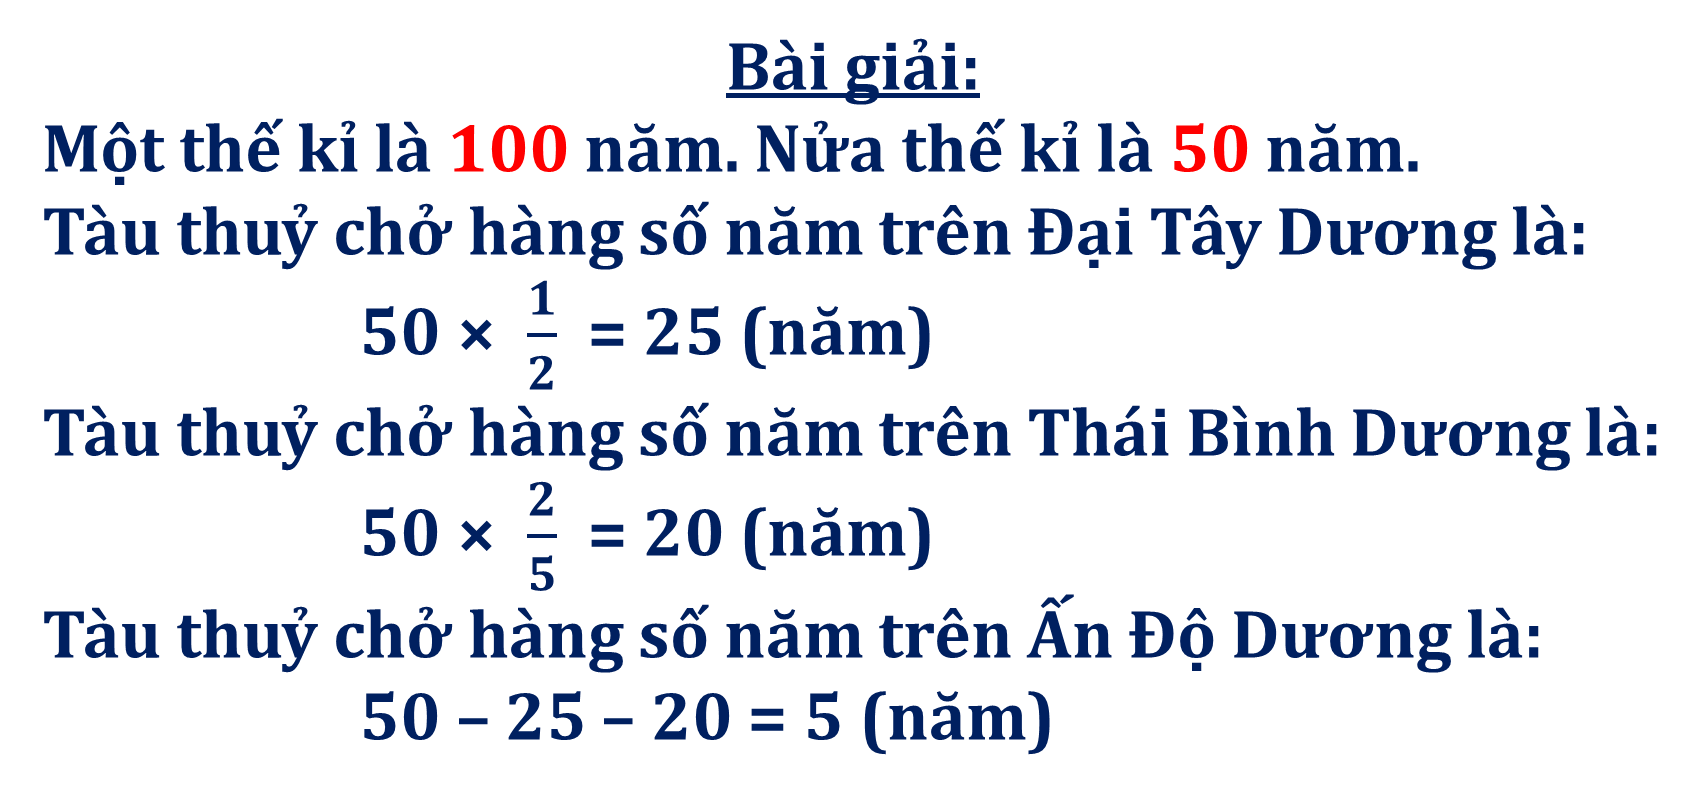 Bài giải:
Một thế kỉ là 100 năm. Nửa thế kỉ là 50 năm.
Tàu thuỷ chở hàng số năm trên Đại Tây Dương là:
50 × 1/2 = 25 (năm)
Tàu thuỷ chở hàng số năm trên Thái Bình Dương là:
50 × 2/5 = 20 (năm)
Tàu thuỷ chở hàng số năm trên Ấn Độ Dương là:
50 – 25 – 20 = 5 (năm)